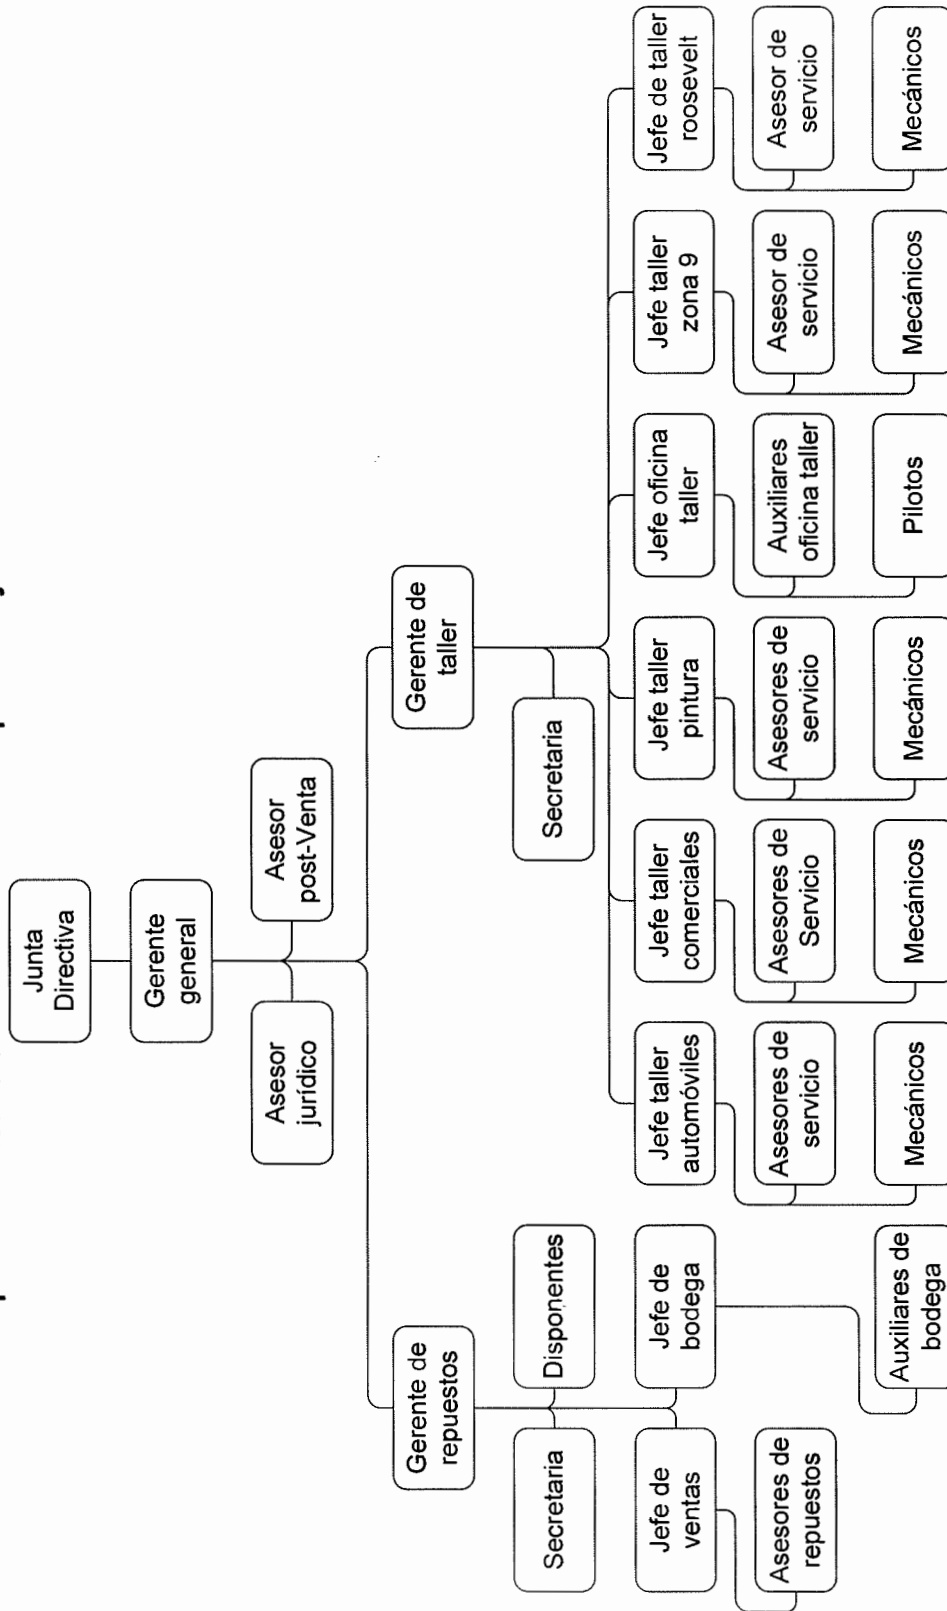 Junta
Directiva
Gerente
general
Asesor
jurídico
Asesor
post-Venta
Gerente de
repuestos
Gerente de
taller
Secretaria
Disponentes
Secretaria
Jefe de
ventas
Jefe de
bodega
Jefe taller
automóviles
Jefe taller
comerciales
Jefe taller
pintura
Jefe oficina
taller
Jefe taller
zona 9
Jefe de taller
roosevelt
Asesores de
repuestos
Asesores de
servicio
Asesores de
Servicio
Asesores de
servicio
Auxiliares
oficina taller
Asesor de
servicio
Asesor de
servicio
Auxiliares de
bodega
Mecánicos
Mecánicos
Mecánicos
Pilotos
Mecánicos
Mecánicos